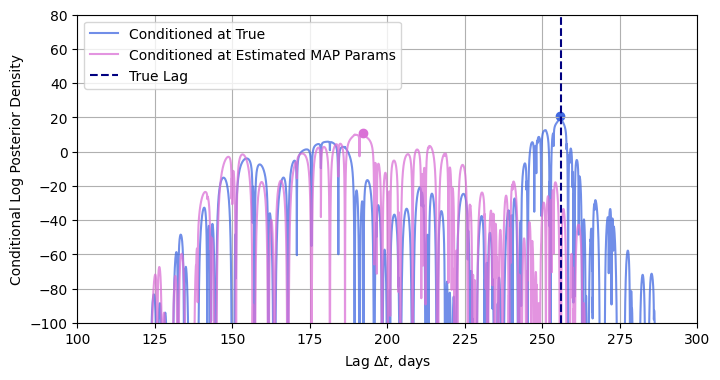 80
60
40
20
0
−20
−40
−60
−80
−100
Conditional Log Posterior Density
Conditioned at True
Conditioned at Estimated MAP Params
True Lag
100 125 150 175 200 225 250 275 300
Lag Δt, days